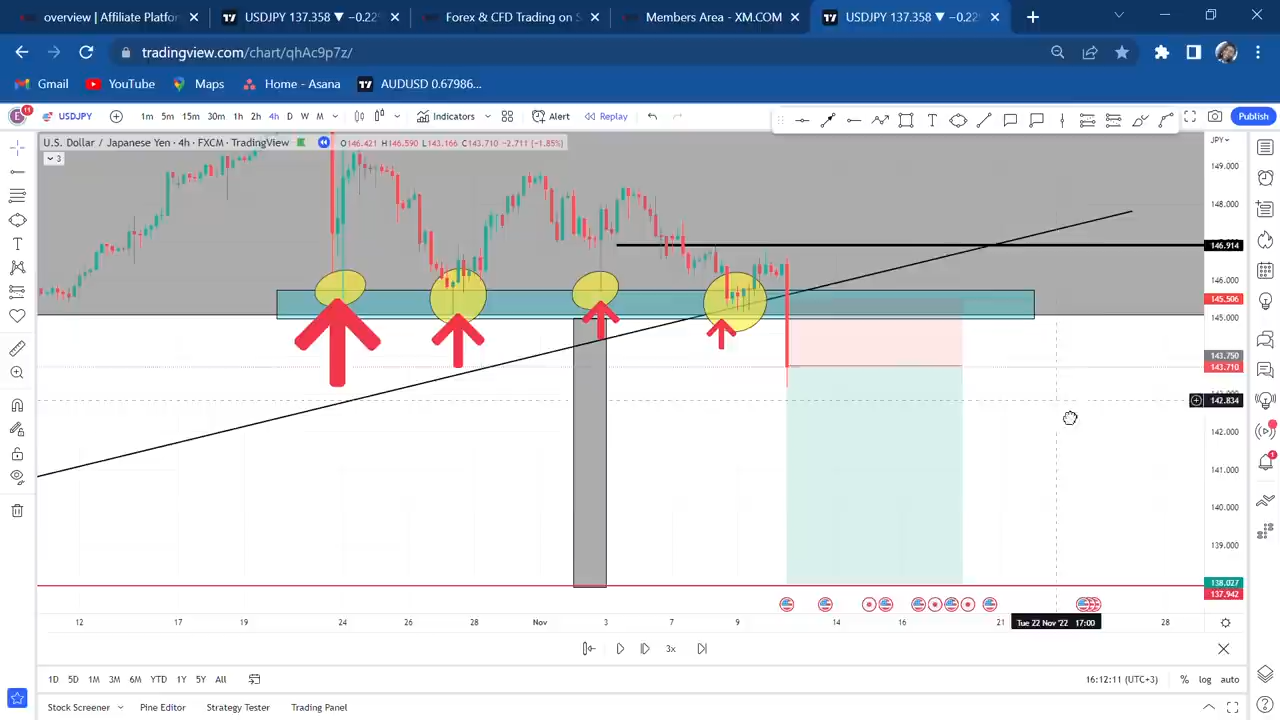 overview | Affiliate Platfor
USDJPY 137.358 ▼ −0.22%
Forex & CFD Trading on S
Members Area - XM.COM
USDJPY 137.358 ▼ −0.22%
tradingview.com/chart/qhAc9p7z/
Gmail YouTube Maps Home - Asana AUDUSD 0.67986...
E 11 USDJPY 1m 5m 15m 30m 1h 2h 4h D W M Indicators Alert Replay Publish
U.S. Dollar / Japanese Yen · 4h · FXCM · TradingView O146.421 H146.590 L143.166 C143.710 −2.711 (−1.85%)
JPY
3
149.000
148.000
146.914
146.000
145.506
145.000
143.750
143.710
142.834
142.000
141.000
140.000
139.000
138.027
137.942
12 17 19 24 26 28 Nov 3 7 9 14 16 21 Tue 22 Nov '22 17:00 28
3x
1D 5D 1M 3M 6M YTD 1Y 5Y All 16:12:11 (UTC+3) % log auto
Stock Screener Pine Editor Strategy Tester Trading Panel